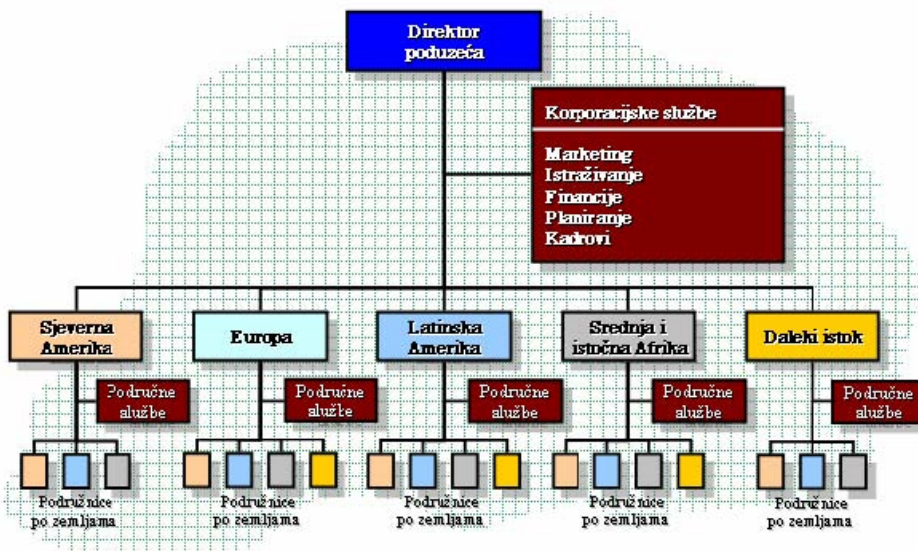 Direktor
poduzeća
Korporacijske službe
Marketing
Istraživanje
Financije
Planiranje
Kadrovi
Sjeverna
Amerika
Europa
Latinska
Amerika
Srednja i
istočna Afrika
Daleki istok
Područne
službe
Područne
službe
Područne
službe
Područne
službe
Područne
službe
Podružnice
po zemljama
Podružnice
po zemljama
Podružnice
po zemljama
Podružnice
po zemljama
Podružnice
po zemljama